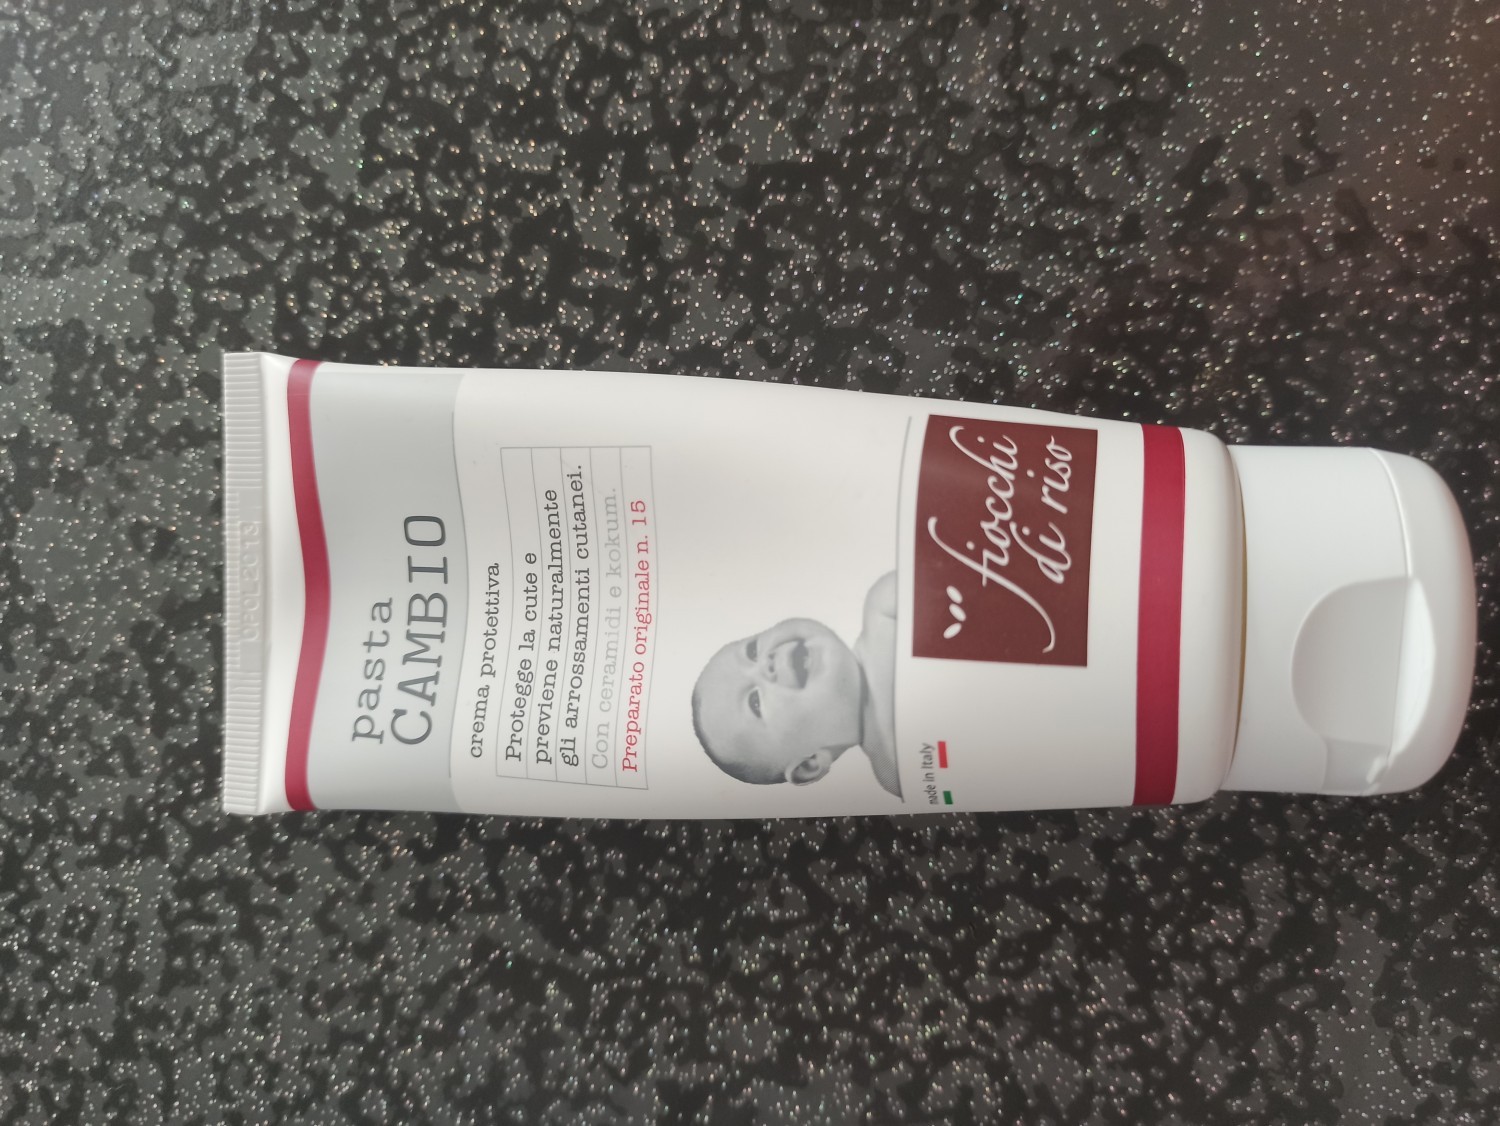 pasta
CAMBIO
crema protettiva
Protegge la cute e
previene naturalmente
gli arrossamenti cutanei.
Con ceramidi e kokum.
Preparato originale n. 15
fiocchi
di riso
made in Italy